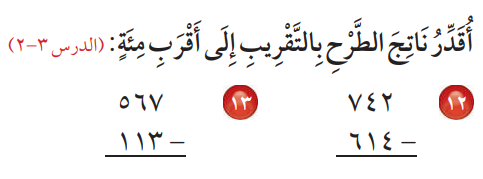 أُقَدِّرُ نَاتِجَ الطَّرْحِ بِالتَّقْرِيبِ إِلَى أَقْرَبِ مِئَةٍ: (الدرس ٣-٢)
١٢ ٧٤٢ ١٣ ٥٦٧
٦١٤ − ١١٣ −